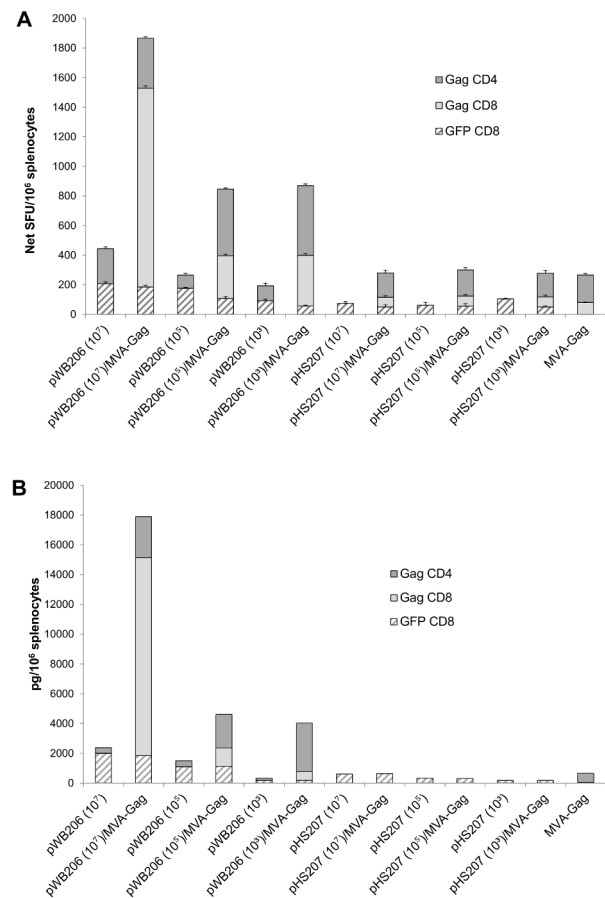 A
Net SFU/10⁶ splenocytes
2000
1800
1600
1400
1200
1000
800
600
400
200
0
Gag CD4
Gag CD8
GFP CD8
pWB206 (10⁷)
pWB206 (10⁷)/MVA-Gag
pWB206 (10⁵)
pWB206 (10⁵)/MVA-Gag
pWB206 (10³)
pWB206 (10³)/MVA-Gag
pHS207 (10⁷)
pHS207 (10⁷)/MVA-Gag
pHS207 (10⁵)
pHS207 (10⁵)/MVA-Gag
pHS207 (10³)
pHS207 (10³)/MVA-Gag
MVA-Gag
B
pg/10⁶ splenocytes
20000
18000
16000
14000
12000
10000
8000
6000
4000
2000
0
Gag CD4
Gag CD8
GFP CD8
pWB206 (10⁷)
pWB206 (10⁷)/MVA-Gag
pWB206 (10⁵)
pWB206 (10⁵)/MVA-Gag
pWB206 (10³)
pWB206 (10³)/MVA-Gag
pHS207 (10⁷)
pHS207 (10⁷)/MVA-Gag
pHS207 (10⁵)
pHS207 (10⁵)/MVA-Gag
pHS207 (10³)
pHS207 (10³)/MVA-Gag
MVA-Gag